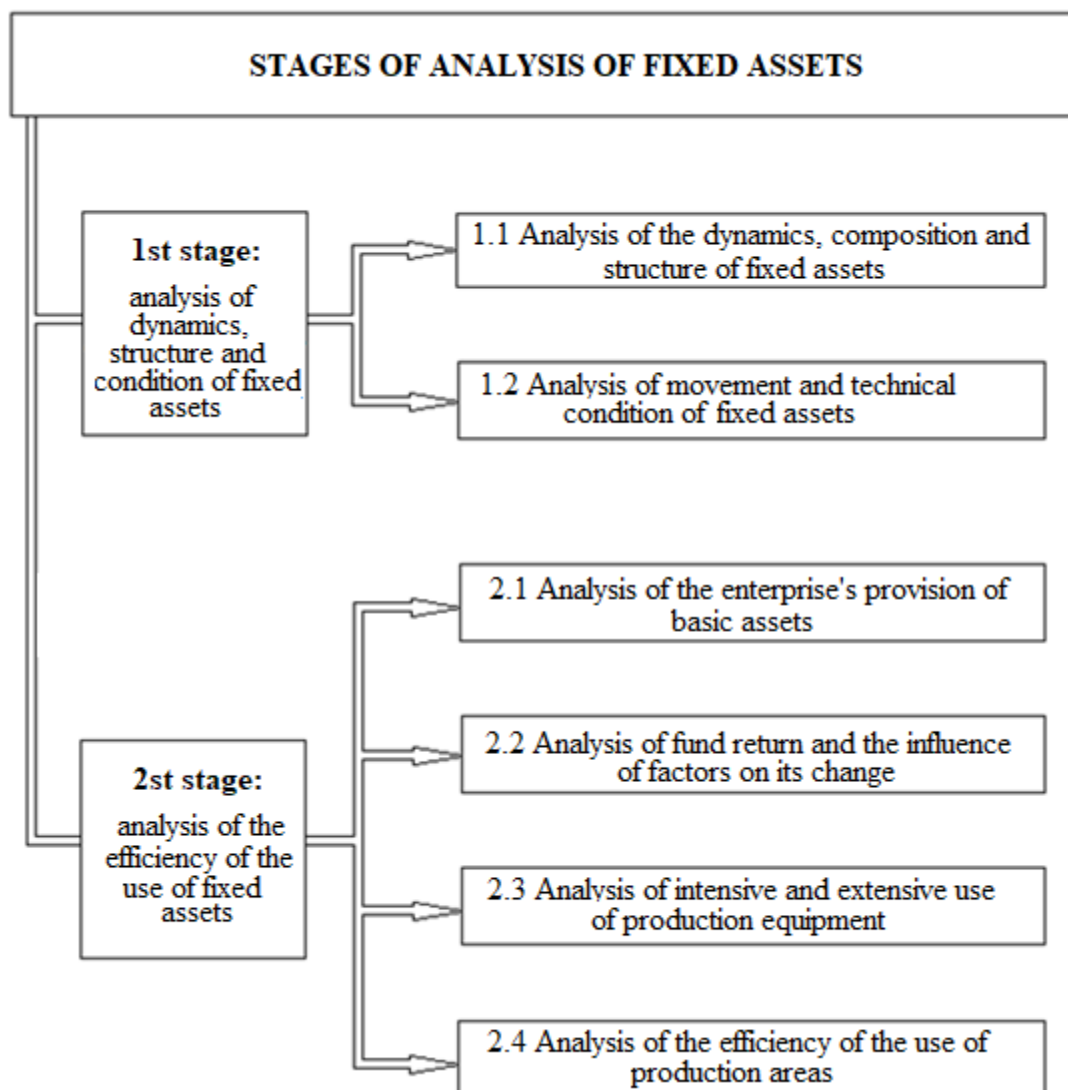 STAGES OF ANALYSIS OF FIXED ASSETS
1st stage:
analysis of
dynamics,
structure and
condition of fixed
assets
1.1 Analysis of the dynamics, composition and
structure of fixed assets
1.2 Analysis of movement and technical
condition of fixed assets
2st stage:
analysis of the
efficiency of the
use of fixed
assets
2.1 Analysis of the enterprise's provision of
basic assets
2.2 Analysis of fund return and the influence
of factors on its change
2.3 Analysis of intensive and extensive use
of production equipment
2.4 Analysis of the efficiency of the use of
production areas